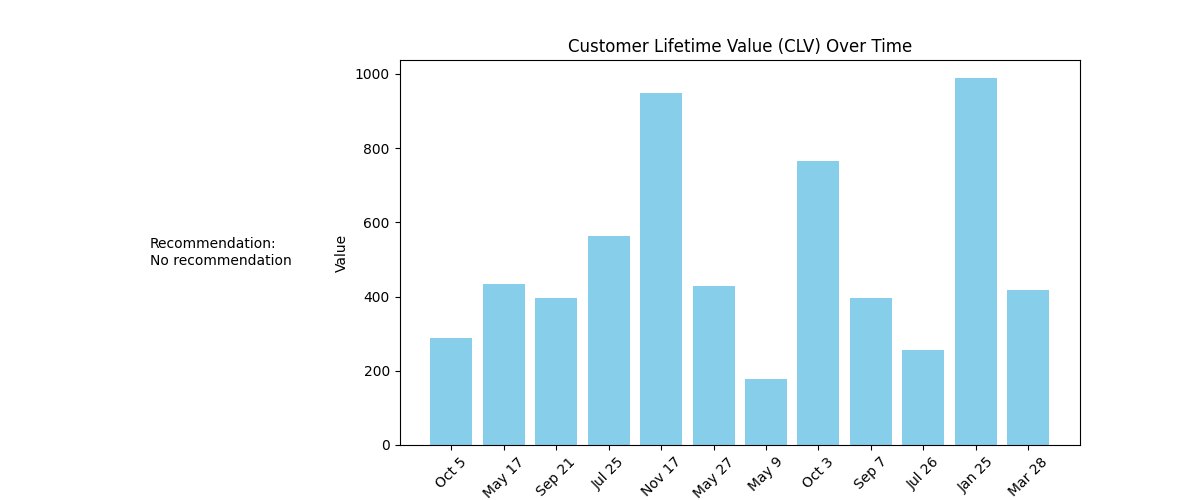 Customer Lifetime Value (CLV) Over Time
1000
800
600
400
200
0
Value
Recommendation:
No recommendation
Oct 5
May 17
Sep 21
Jul 25
Nov 17
May 27
May 9
Oct 3
Sep 7
Jul 26
Jan 25
Mar 28